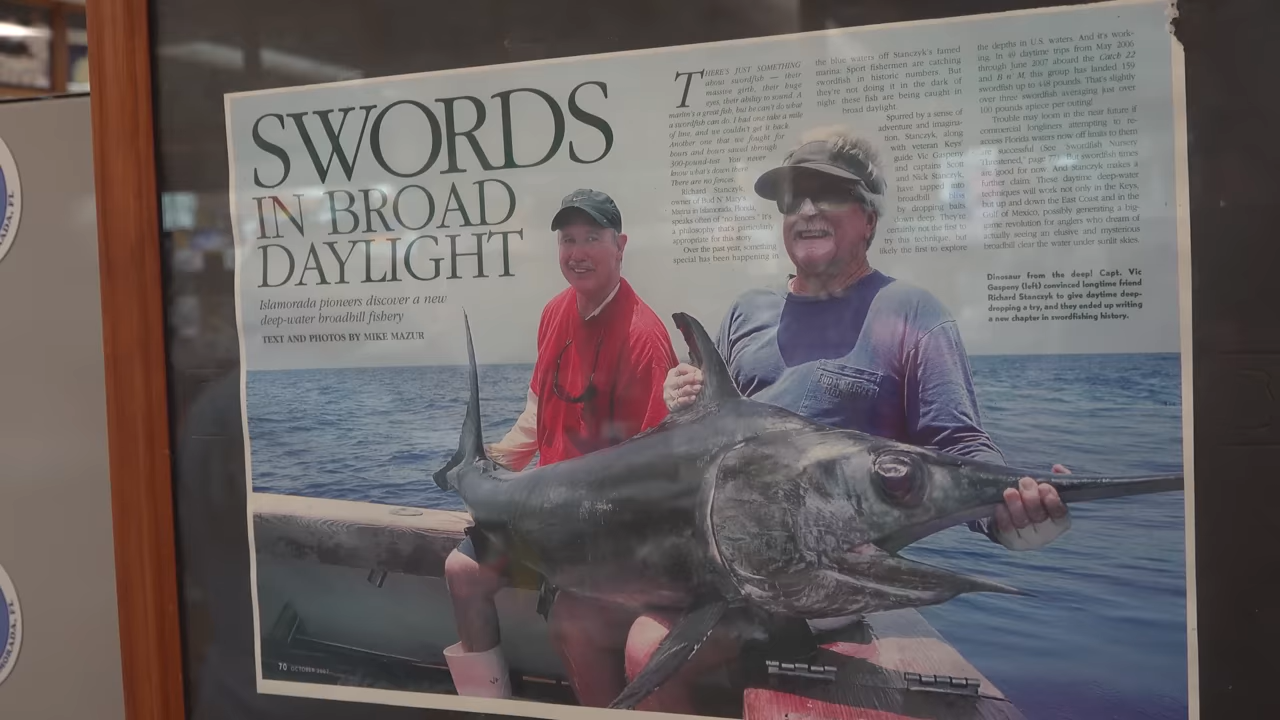 SWORDS
IN BROAD
DAYLIGHT
Islamorada pioneers discover a new
deep-water broadbill fishery
TEXT AND PHOTOS BY MIKE MAZUR
THERE'S JUST SOMETHING
about swordfish — their
massive girth, their huge
eyes, their ability to sound. A
marlin's a great fish, but he can't do what
a swordfish can do. I had one take a mile
of line, and we couldn't get it back.
Another one that we fought for
hours and hours sawed through
300-pound-test. You never
know what's down there.
There are no fences.
Richard Stanczyk,
owner of Bud N' Mary's
Marina in Islamorada, Florida,
speaks often of "no fences." It's
a philosophy that's particularly
appropriate for this story.
Over the past year, something
special has been happening in
the blue waters off Stanczyk's famed
marina: Sport fishermen are catching
swordfish in historic numbers. But
they're not doing it in the dark of
night: these fish are being caught in
broad daylight.
Spurred by a sense of
adventure and imagina-
tion, Stanczyk, along
with veteran Keys
guide Vic Gaspeny
and captains Scott
and Nick Stanczyk,
have tapped into
broadbill
by dropping baits
down deep. They're
certainly not the first to
try this technique, but
likely the first to explore
the depths in U.S. waters. And it's work-
ing. In 49 daytime trips from May 2006
through June 2007 aboard the Catch 22
and B n' M, this group has landed 159
swordfish up to pounds. That's slightly
over three swordfish averaging just over
100 pounds apiece per outing!
Trouble may loom in the near future if
commercial longliners attempting to re-
access Florida waters now off limits to them
are successful (See "Swordfish Nursery
Threatened," page But swordfish times
are good for now. And Stanczyk makes a
further claim: These daytime deep-water
techniques will work not only in the Keys,
but up and down the East Coast and in the
Gulf of Mexico, possibly generating a big-
game revolution for anglers who dream of
actually seeing an elusive and mysterious
broadbill clear the water under sunlit skies.
Dinosaur from the deep! Capt. Vic
Gaspeny (left) convinced longtime friend
Richard Stanczyk to give daytime deep-
dropping a try, and they ended up writing
a new chapter in swordfishing history.
70 OCTOBER 2007